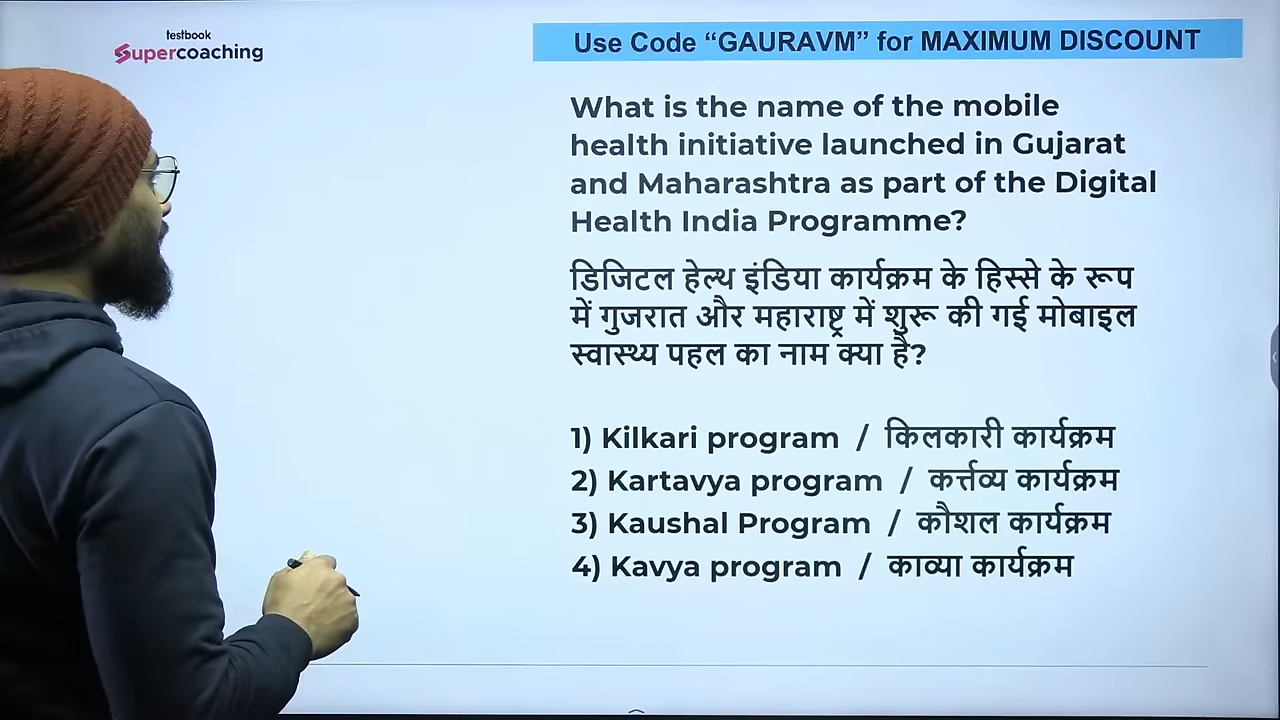 testbook
Supercoaching
Use Code “GAURAVM” for MAXIMUM DISCOUNT
What is the name of the mobile
health initiative launched in Gujarat
and Maharashtra as part of the Digital
Health India Programme?
डिजिटल हेल्थ इंडिया कार्यक्रम के हिस्से के रूप
में गुजरात और महाराष्ट्र में शुरू की गई मोबाइल
स्वास्थ्य पहल का नाम क्या है?
1) Kilkari program / किलकारी कार्यक्रम
2) Kartavya program / कर्त्तव्य कार्यक्रम
3) Kaushal Program / कौशल कार्यक्रम
4) Kavya program / काव्या कार्यक्रम